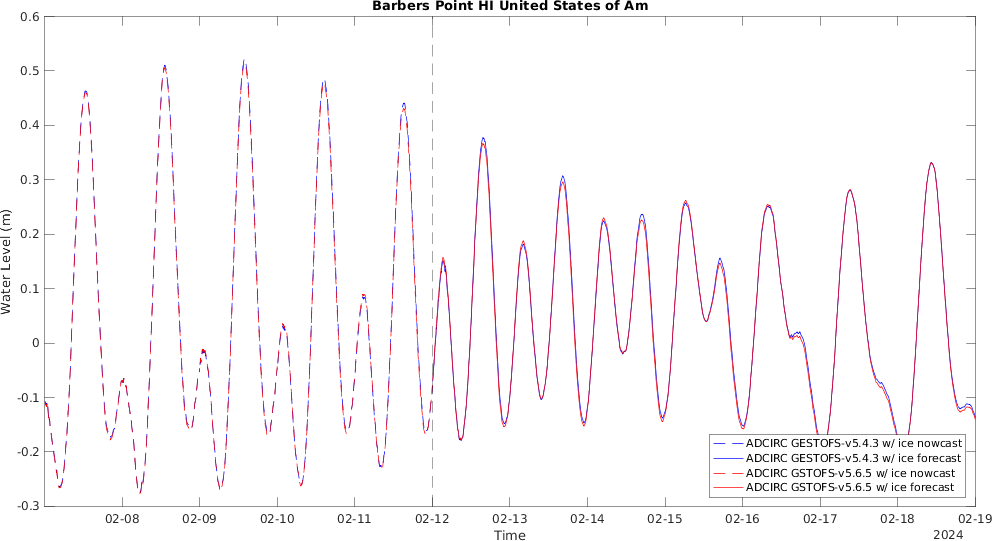 Barbers Point HI United States of Am
0.6
0.5
0.4
0.3
0.2
0.1
0
-0.1
-0.2
-0.3
Water Level (m)
ADCIRC GESTOFS-v5.4.3 w/ ice nowcast
ADCIRC GESTOFS-v5.4.3 w/ ice forecast
ADCIRC GSTOFS-v5.6.5 w/ ice nowcast
ADCIRC GSTOFS-v5.6.5 w/ ice forecast
02-08 02-09 02-10 02-11 02-12 02-13 02-14 02-15 02-16 02-17 02-18 02-19
Time
2024